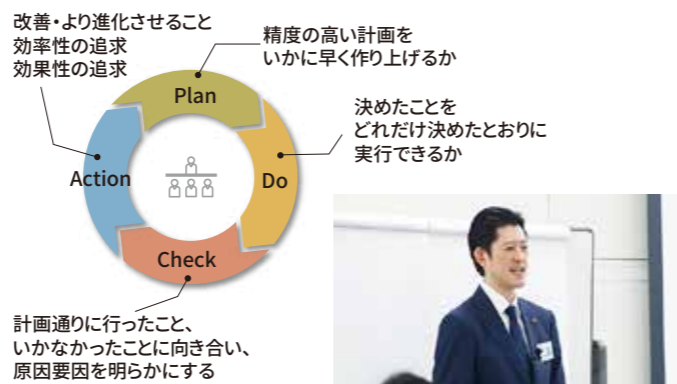 改善・より進化させること
効率性の追求
効果性の追求
精度の高い計画を
いかに早く作り上げるか
Plan
決めたことを
どれだけ決めたとおりに
実行できるか
Action
Do
Check
計画通りに行ったこと、
いかなかったことに向き合い、
原因要因を明らかにする